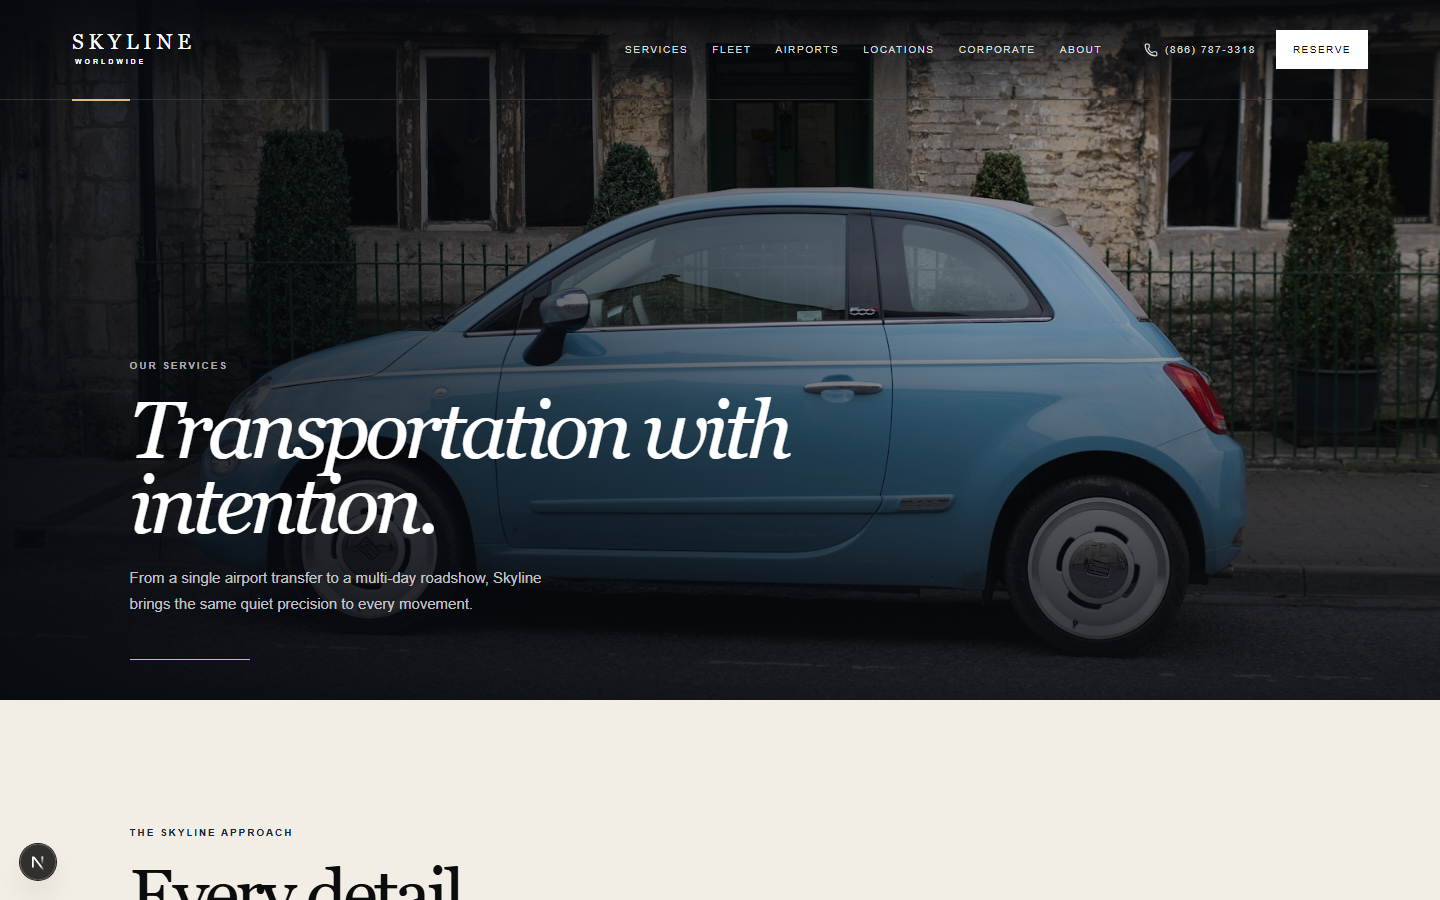 SKYLINE
WORLDWIDE
SERVICES FLEET AIRPORTS LOCATIONS CORPORATE ABOUT (866) 787-3318 RESERVE
500
OUR SERVICES
Transportation with
intention.
From a single airport transfer to a multi-day roadshow, Skyline
brings the same quiet precision to every movement.
THE SKYLINE APPROACH
N
Every detail